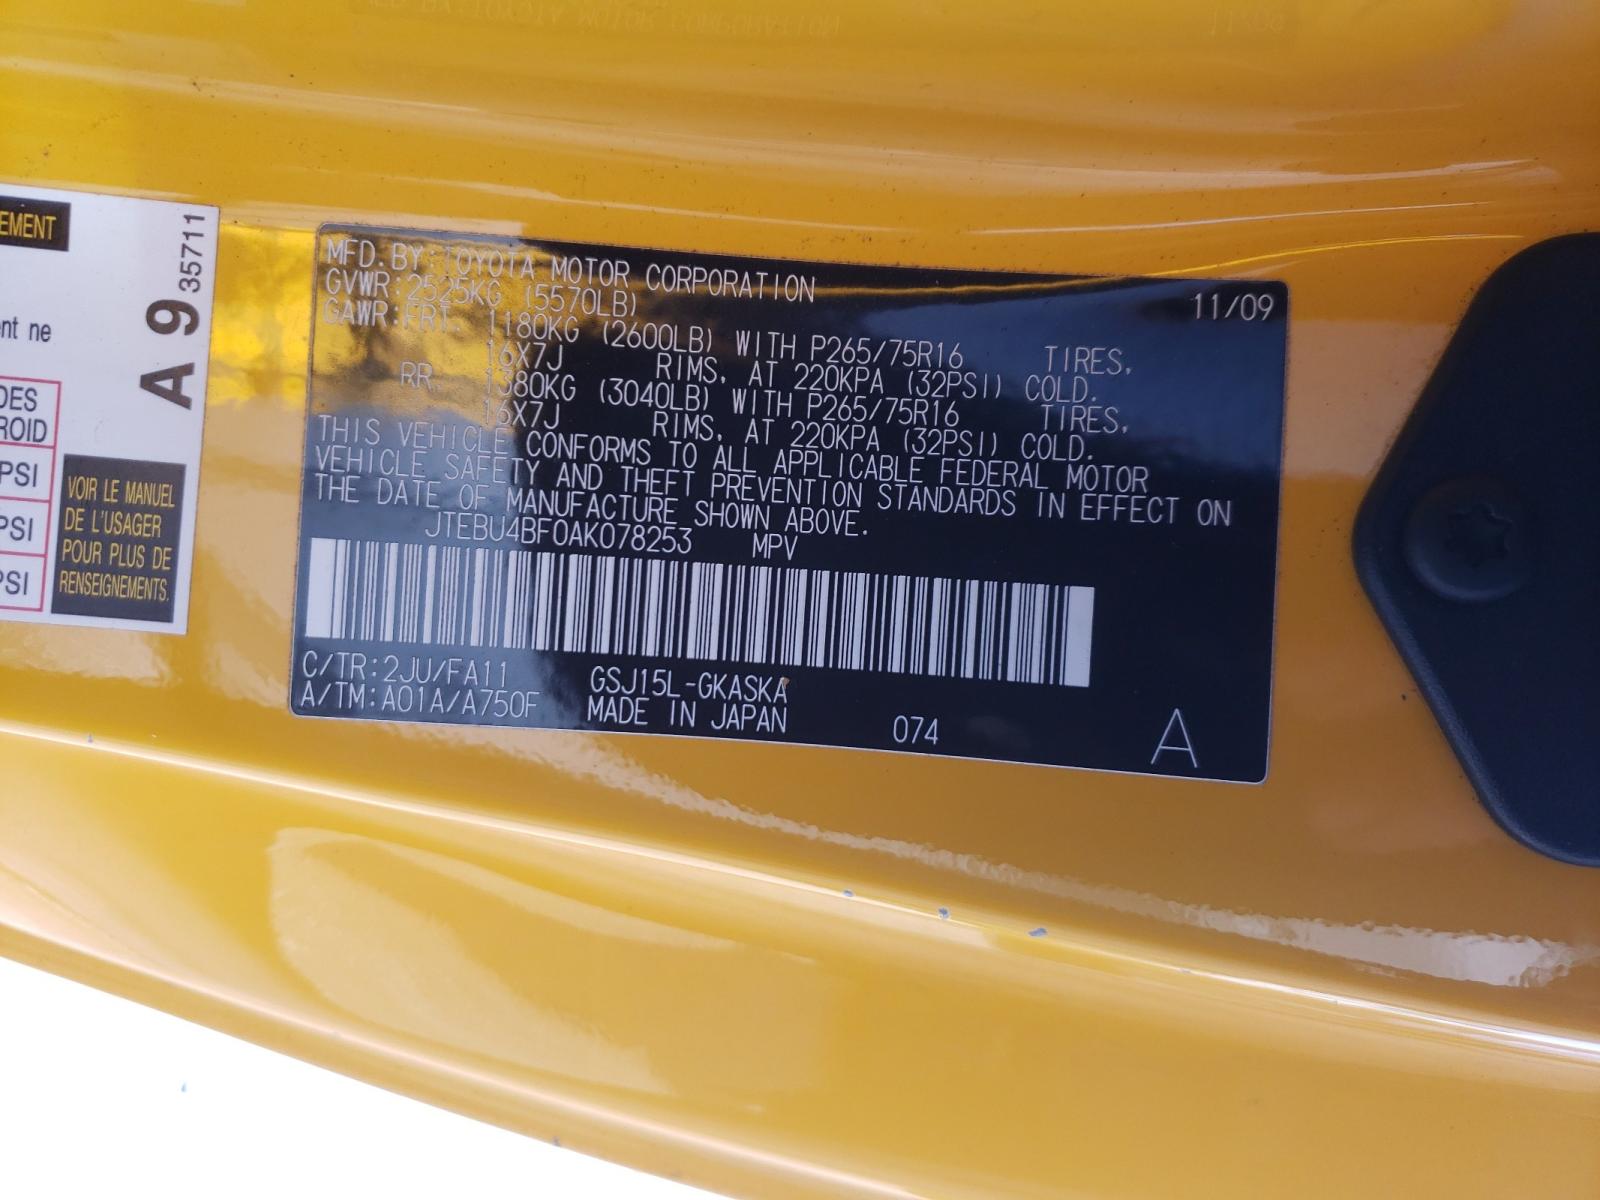 EMENT
ent ne
DES
ROID
PSI
PSI
PSI
A 9 35711
VOIR LE MANUEL
DE L'USAGER
POUR PLUS DE
RENSEIGNEMENTS.
MFD. BY: TOYOTA MOTOR CORPORATION 11/09
GVWR: 2525KG (5570LB)
GAWR: FRT. 1180KG (2600LB) WITH P265/75R16 TIRES,
16X7J RIMS, AT 220KPA (32PSI) COLD.
RR. 1380KG (3040LB) WITH P265/75R16 TIRES,
16X7J RIMS, AT 220KPA (32PSI) COLD.
THIS VEHICLE CONFORMS TO ALL APPLICABLE FEDERAL MOTOR
VEHICLE SAFETY AND THEFT PREVENTION STANDARDS IN EFFECT ON
THE DATE OF MANUFACTURE SHOWN ABOVE.
JTEBU4BF0AK078253 MPV
C/TR: 2JU/FA11 GSJ15L-GKASKA
A/TM: A01A/A750F MADE IN JAPAN 074 A